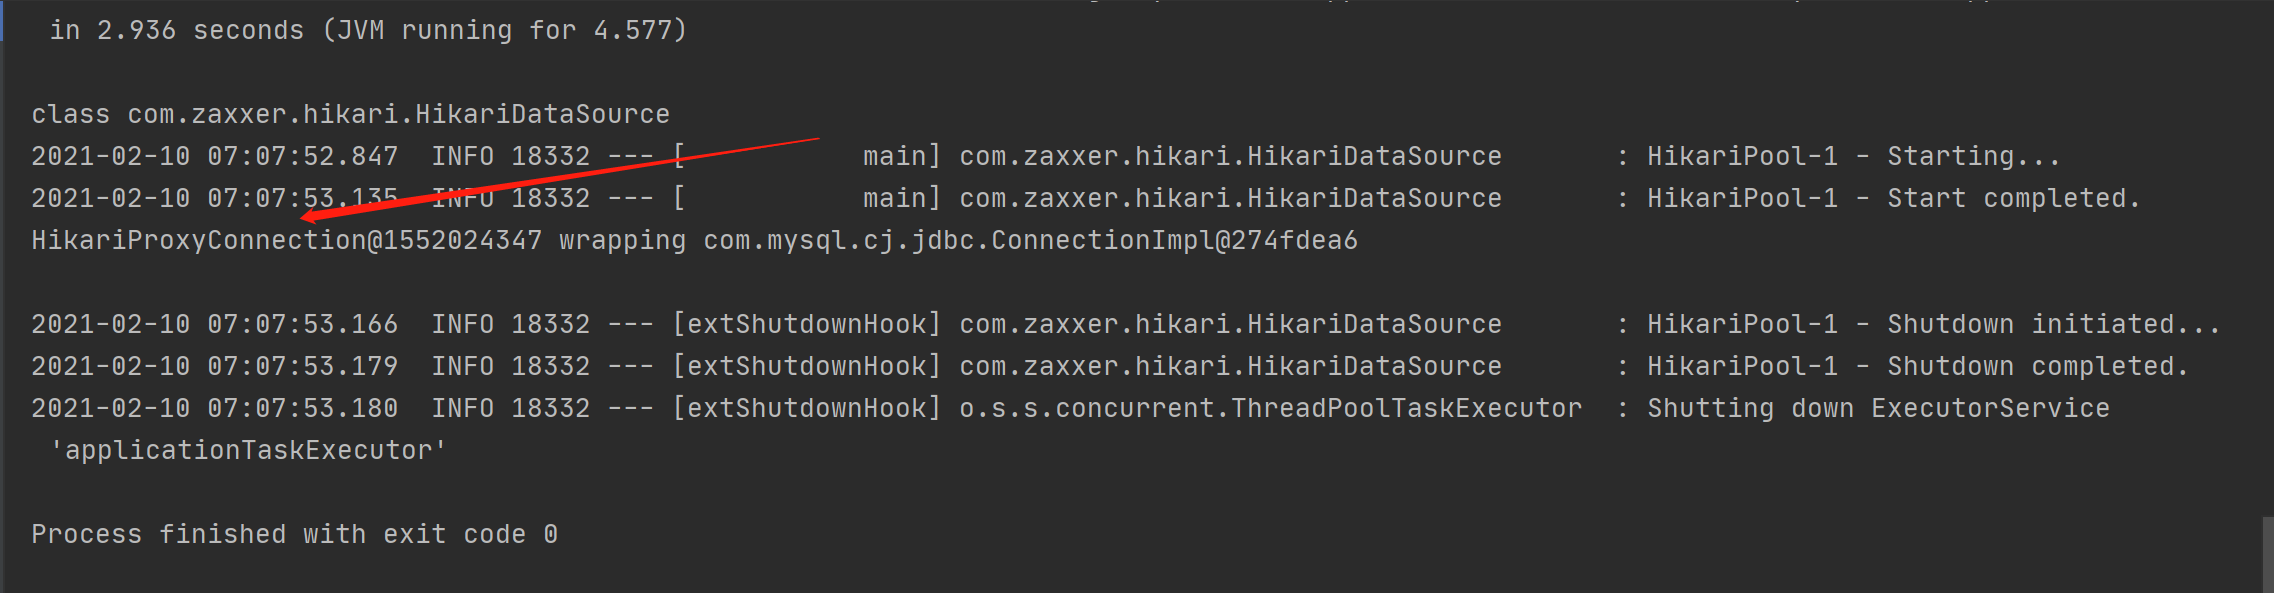 in 2.936 seconds (JVM running for 4.577)
class com.zaxxer.hikari.HikariDataSource
2021-02-10 07:07:52.847  INFO 18332 --- [           main] com.zaxxer.hikari.HikariDataSource       : HikariPool-1 - Starting...
2021-02-10 07:07:53.135  INFO 18332 --- [           main] com.zaxxer.hikari.HikariDataSource       : HikariPool-1 - Start completed.
HikariProxyConnection@1552024347 wrapping com.mysql.cj.jdbc.ConnectionImpl@274fdea6
2021-02-10 07:07:53.166  INFO 18332 --- [extShutdownHook] com.zaxxer.hikari.HikariDataSource       : HikariPool-1 - Shutdown initiated...
2021-02-10 07:07:53.179  INFO 18332 --- [extShutdownHook] com.zaxxer.hikari.HikariDataSource       : HikariPool-1 - Shutdown completed.
2021-02-10 07:07:53.180  INFO 18332 --- [extShutdownHook] o.s.s.concurrent.ThreadPoolTaskExecutor  : Shutting down ExecutorService
'applicationTaskExecutor'
Process finished with exit code 0